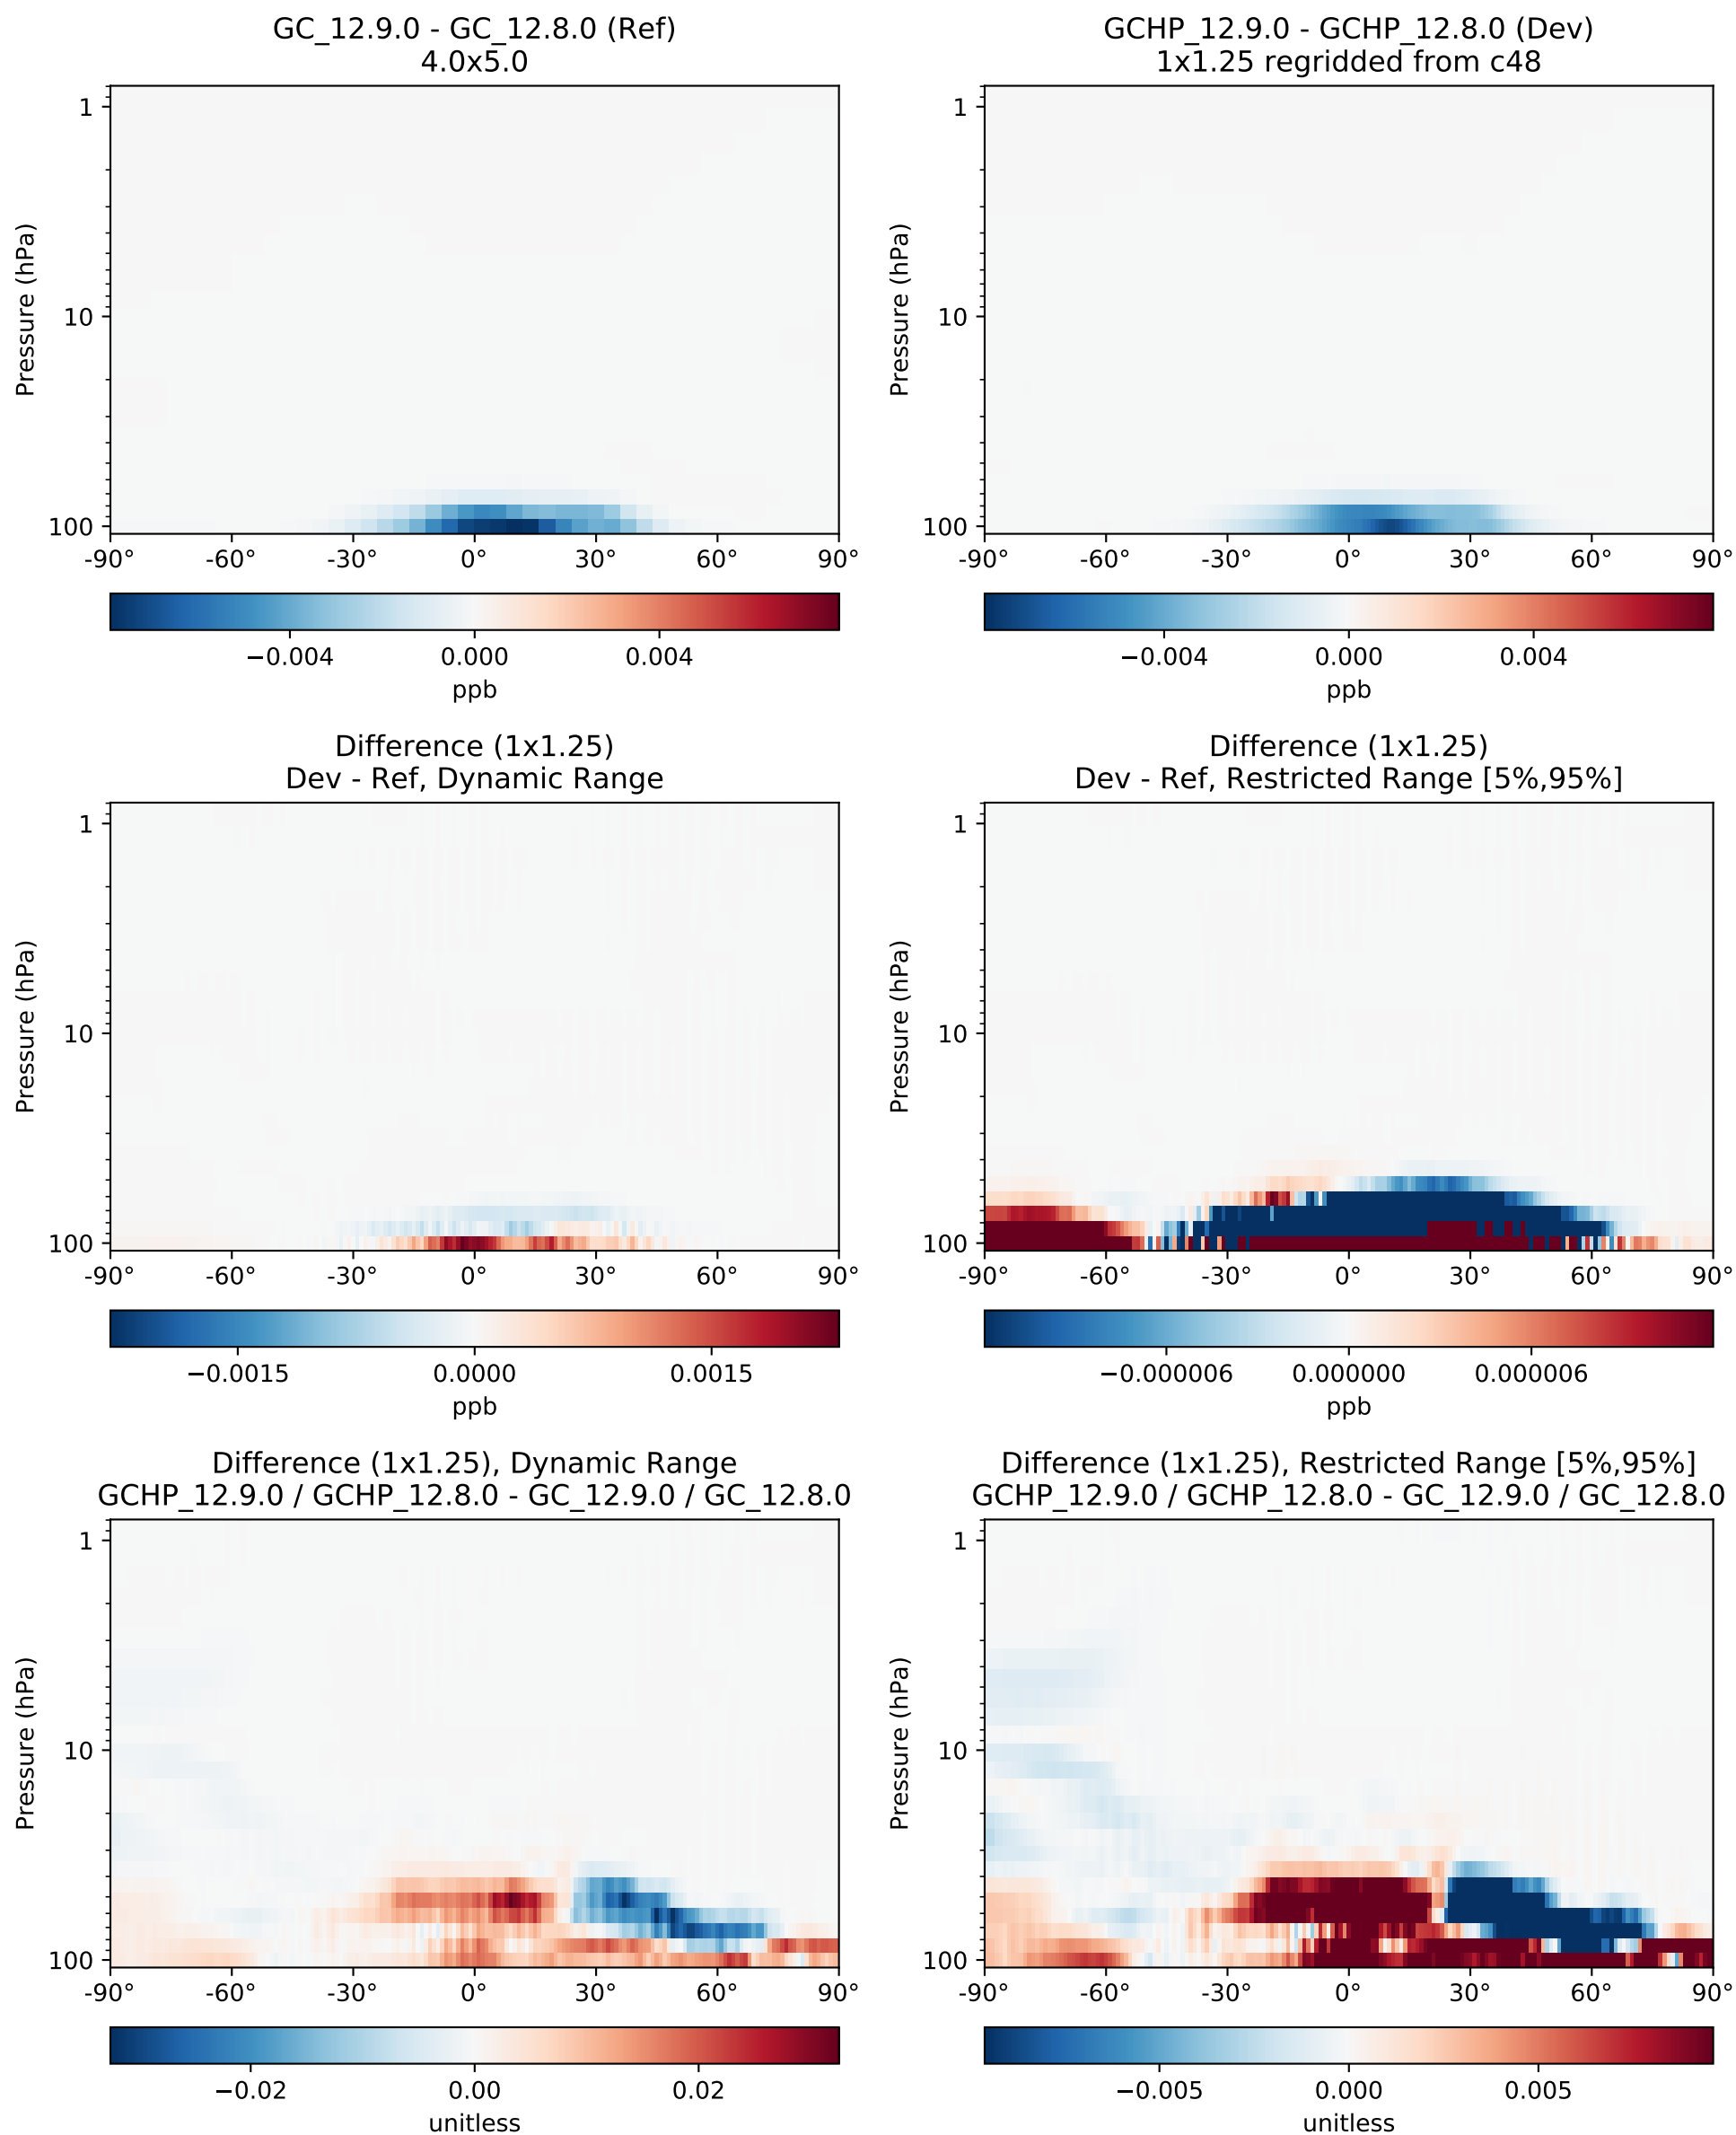 GC_12.9.0 - GC_12.8.0 (Ref)
4.0x5.0
GCHP_12.9.0 - GCHP_12.8.0 (Dev)
1x1.25 regridded from c48
Pressure (hPa)
1
10
100
-90° -60° -30° 0° 30° 60° 90°
−0.004 0.000 0.004
ppb
Pressure (hPa)
1
10
100
-90° -60° -30° 0° 30° 60° 90°
−0.004 0.000 0.004
ppb
Difference (1x1.25)
Dev - Ref, Dynamic Range
Difference (1x1.25)
Dev - Ref, Restricted Range [5%,95%]
Pressure (hPa)
1
10
100
-90° -60° -30° 0° 30° 60° 90°
−0.0015 0.0000 0.0015
ppb
Pressure (hPa)
1
10
100
-90° -60° -30° 0° 30° 60° 90°
−0.000006 0.000000 0.000006
ppb
Difference (1x1.25), Dynamic Range
GCHP_12.9.0 / GCHP_12.8.0 - GC_12.9.0 / GC_12.8.0
Difference (1x1.25), Restricted Range [5%,95%]
GCHP_12.9.0 / GCHP_12.8.0 - GC_12.9.0 / GC_12.8.0
Pressure (hPa)
1
10
100
-90° -60° -30° 0° 30° 60° 90°
−0.02 0.00 0.02
unitless
Pressure (hPa)
1
10
100
-90° -60° -30° 0° 30° 60° 90°
−0.005 0.000 0.005
unitless